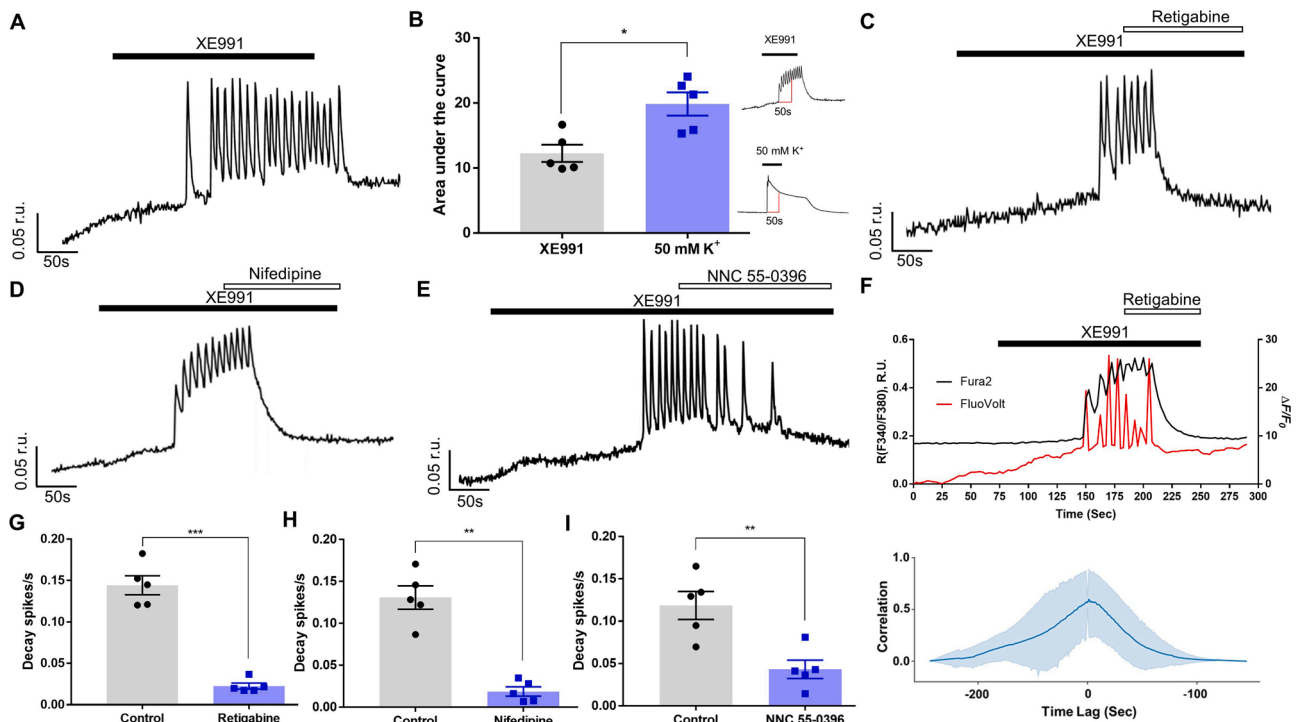 A
XE991
0.05 r.u.
50s
B
Area under the curve
30
20
10
0
*
XE991
50 mM K⁺
XE991
50s
50 mM K⁺
50s
C
Retigabine
XE991
0.05 r.u.
50s
D
Nifedipine
XE991
0.05 r.u.
50s
E
NNC 55-0396
XE991
0.05 r.u.
50s
F
Retigabine
XE991
R(F340/F380), R.U.
0.6
0.4
0.2
0.0
Fura2
FluoVolt
30
20
10
0
ΔF/F₀
0 25 50 75 100 125 150 175 200 225 250 275 300
Time (Sec)
Correlation
1.0
0.5
0.0
-200 0 -100
Time Lag (Sec)
G
Decay spikes/s
0.20
0.15
0.10
0.05
0.00
***
Control Retigabine
H
Decay spikes/s
0.20
0.15
0.10
0.05
0.00
**
Control Nifedipine
I
Decay spikes/s
0.20
0.15
0.10
0.05
0.00
**
Control NNC 55-0396